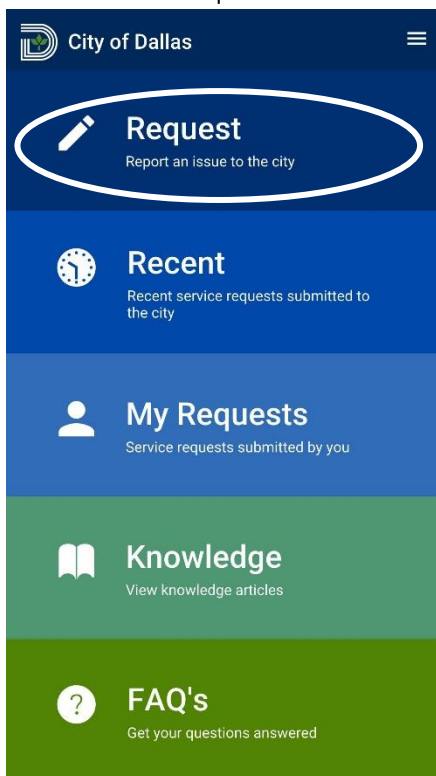 City of Dallas
Request
Report an issue to the city
Recent
Recent service requests submitted to
the city
My Requests
Service requests submitted by you
Knowledge
View knowledge articles
FAQ's
Get your questions answered